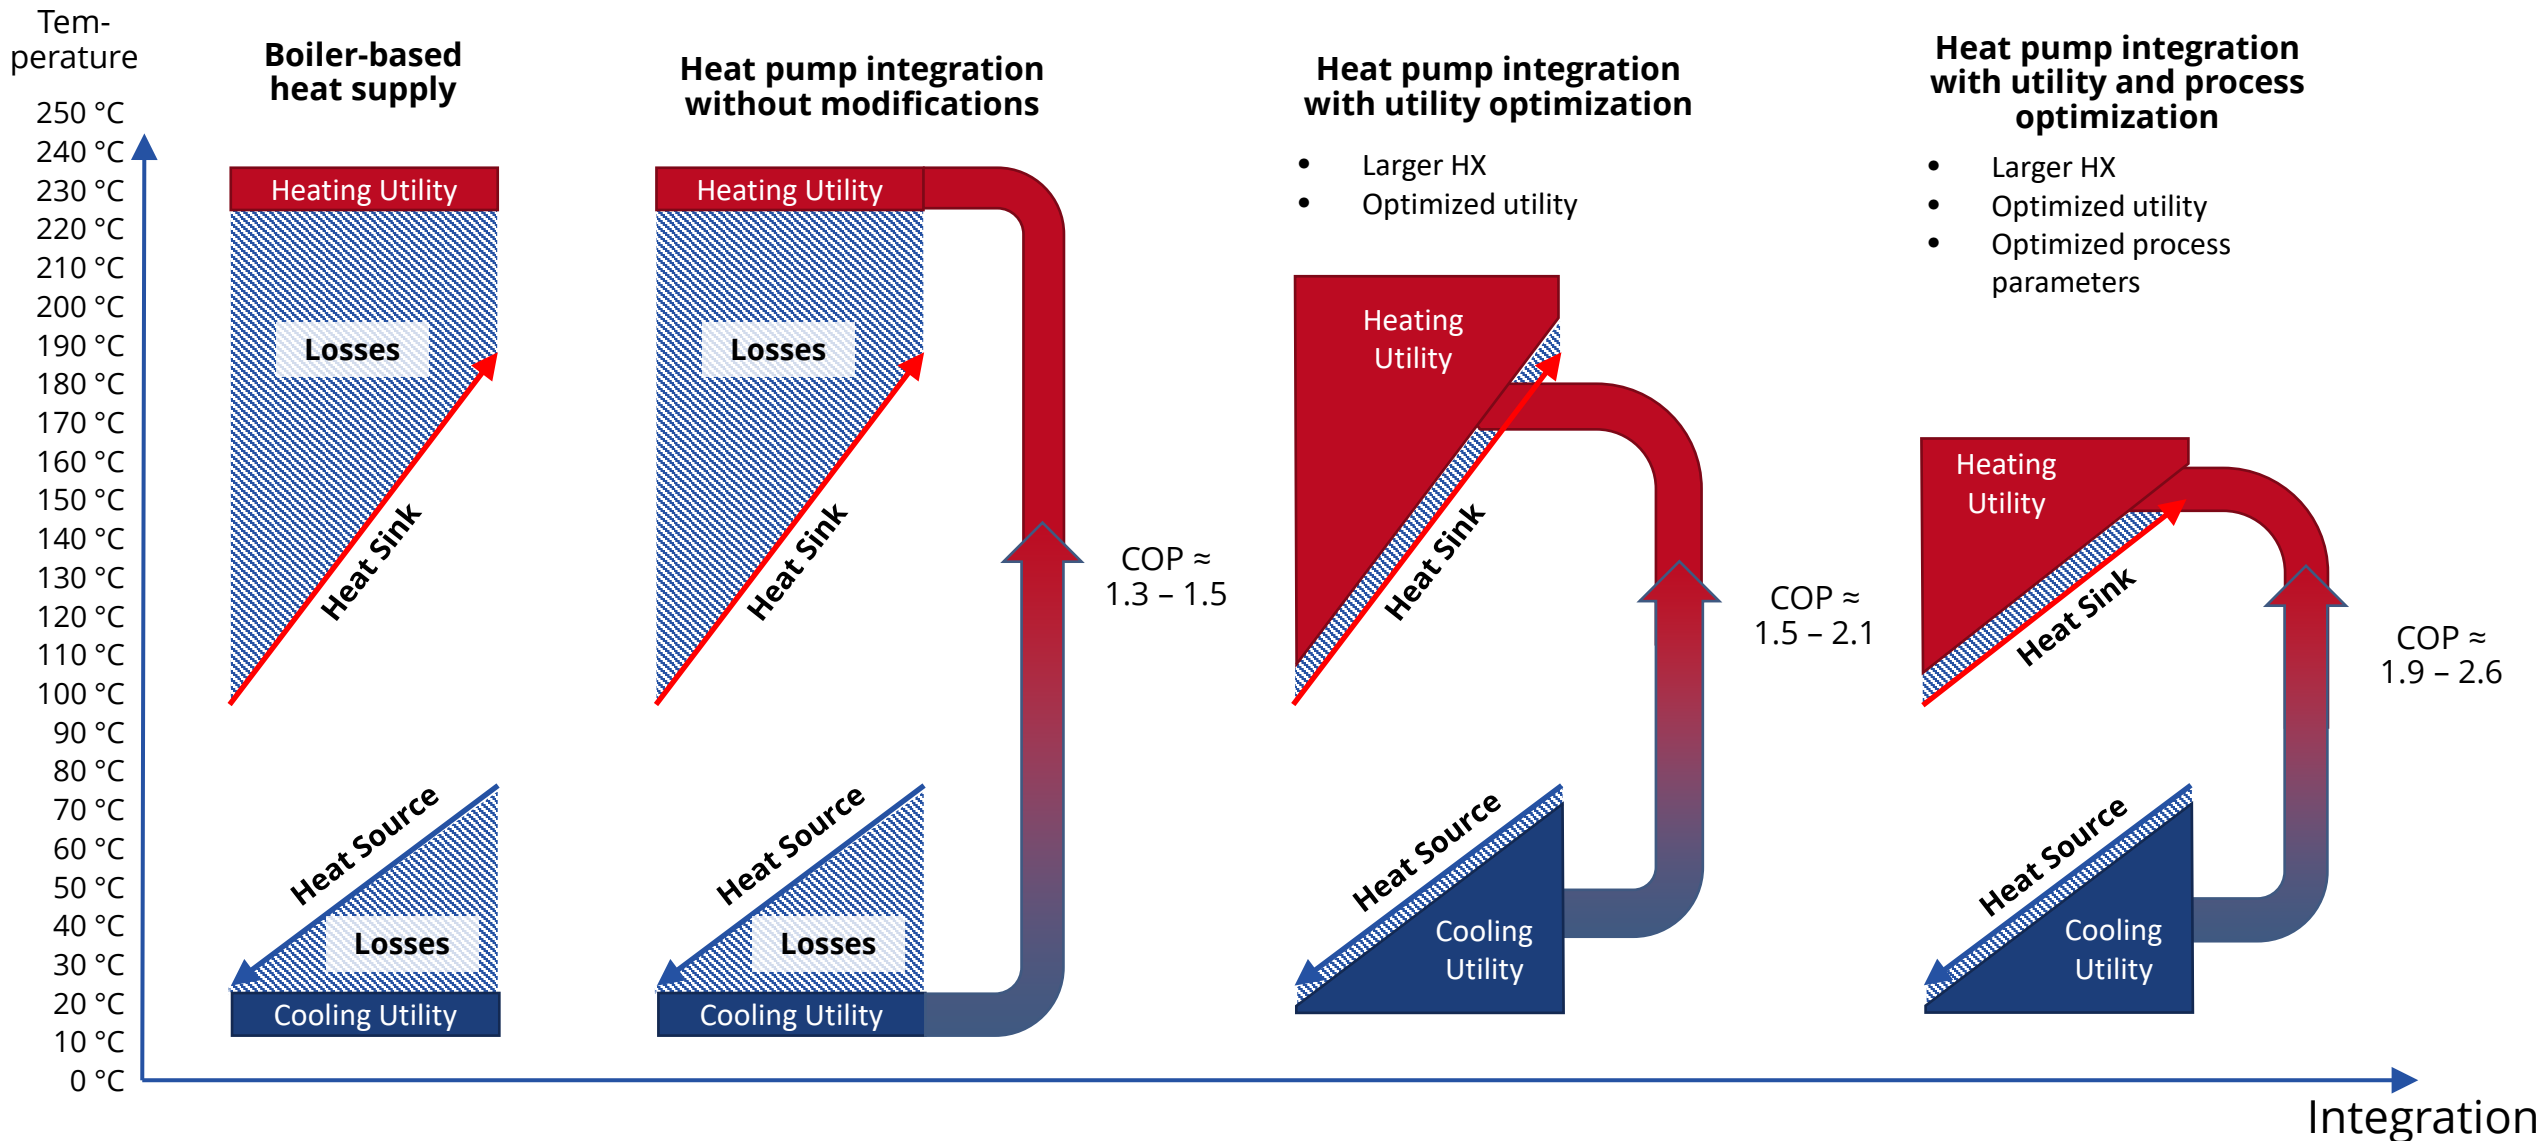 Tem-
perature
250 °C
240 °C
230 °C
220 °C
210 °C
200 °C
190 °C
180 °C
170 °C
160 °C
150 °C
140 °C
130 °C
120 °C
110 °C
100 °C
90 °C
80 °C
70 °C
60 °C
50 °C
40 °C
30 °C
20 °C
10 °C
0 °C
Boiler-based
heat supply
Heating Utility
Losses
Heat Sink
Heat Source
Losses
Cooling Utility
Heat pump integration
without modifications
Heating Utility
Losses
Heat Sink
COP ≈
1.3 – 1.5
Heat Source
Losses
Cooling Utility
Heat pump integration
with utility optimization
• Larger HX
• Optimized utility
Heating
Utility
Heat Sink
COP ≈
1.5 – 2.1
Heat Source
Cooling
Utility
Heat pump integration
with utility and process
optimization
• Larger HX
• Optimized utility
• Optimized process
parameters
Heating
Utility
Heat Sink
COP ≈
1.9 – 2.6
Heat Source
Cooling
Utility
Integration